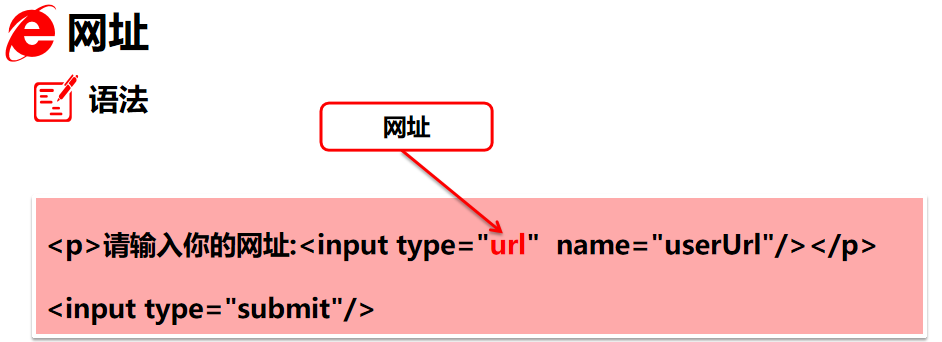 网址
语法
网址
<p>请输入你的网址:<input type="url"  name="userUrl"/></p>
<input type="submit"/>